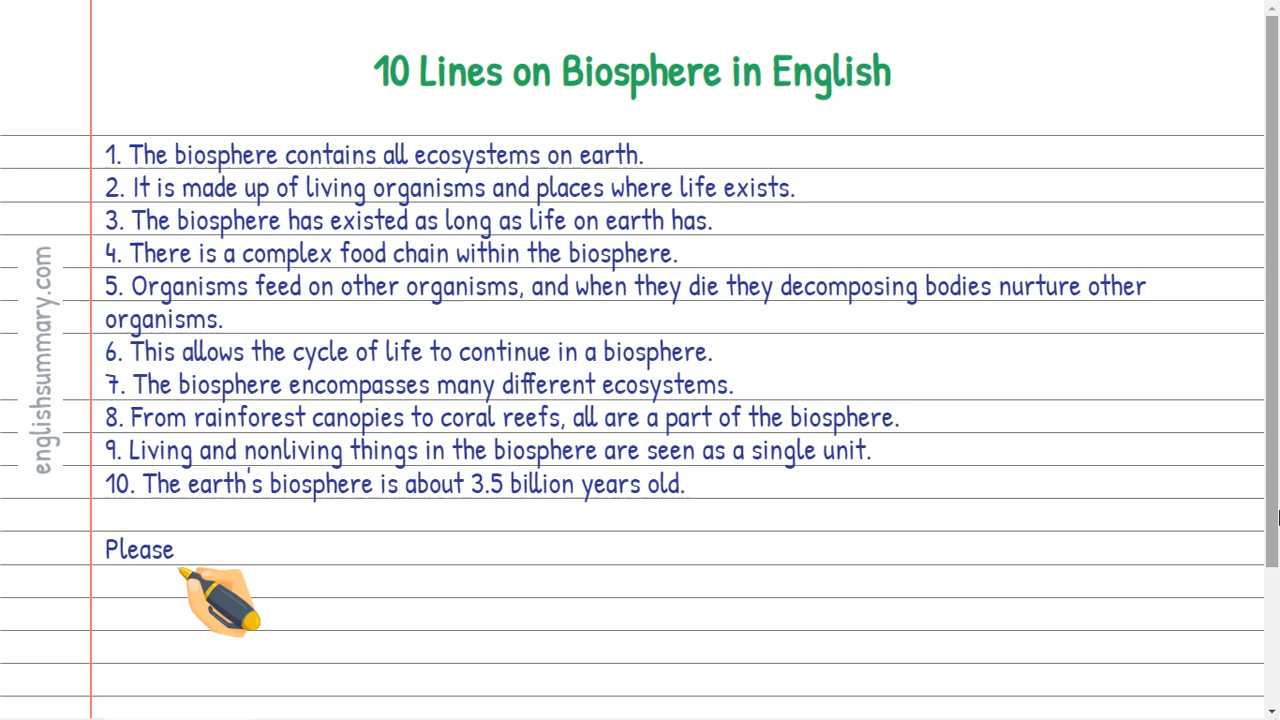 10 Lines on Biosphere in English
1. The biosphere contains all ecosystems on earth.
2. It is made up of living organisms and places where life exists.
3. The biosphere has existed as long as life on earth has.
4. There is a complex food chain within the biosphere.
5. Organisms feed on other organisms, and when they die they decomposing bodies nurture other
organisms.
6. This allows the cycle of life to continue in a biosphere.
7. The biosphere encompasses many different ecosystems.
8. From rainforest canopies to coral reefs, all are a part of the biosphere.
9. Living and nonliving things in the biosphere are seen as a single unit.
10. The earth's biosphere is about 3.5 billion years old.
Please
englishsummary.com